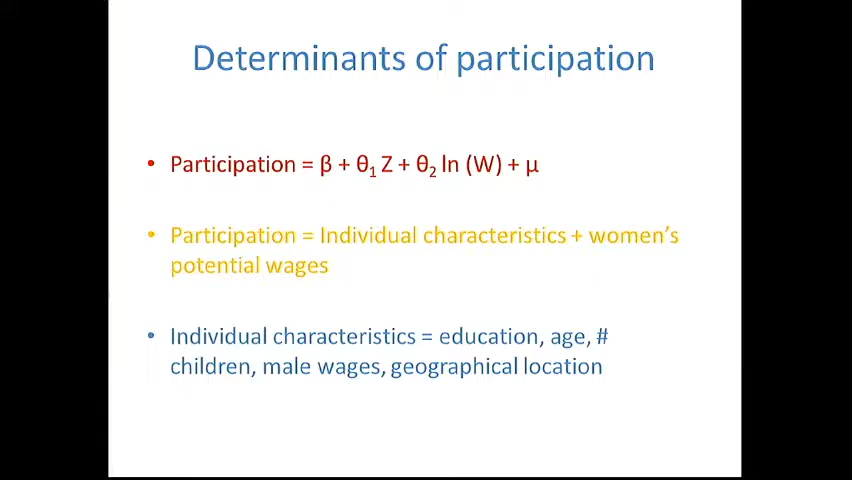 Determinants of participation
• Participation = β + θ₁ Z + θ₂ ln (W) + μ
• Participation = Individual characteristics + women’s
potential wages
• Individual characteristics = education, age, #
children, male wages, geographical location